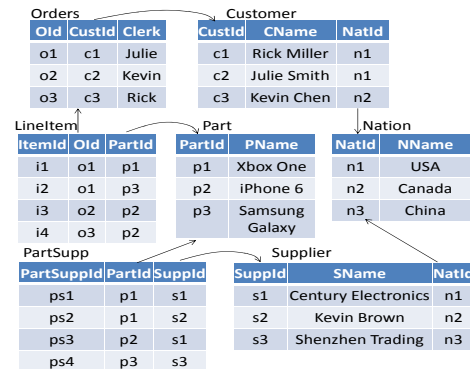 Orders
OId CustId Clerk
o1 c1 Julie
o2 c2 Kevin
o3 c3 Rick
Customer
CustId CName NatId
c1 Rick Miller n1
c2 Julie Smith n1
c3 Kevin Chen n2
LineItem
ItemId OId PartId
i1 o1 p1
i2 o1 p3
i3 o2 p2
i4 o3 p2
Part
PartId PName
p1 Xbox One
p2 iPhone 6
p3 Samsung
Galaxy
Nation
NatId NName
n1 USA
n2 Canada
n3 China
PartSupp
PartSuppId PartId SuppId
ps1 p1 s1
ps2 p1 s2
ps3 p2 s1
ps4 p3 s3
Supplier
SuppId SName NatId
s1 Century Electronics n1
s2 Kevin Brown n2
s3 Shenzhen Trading n3